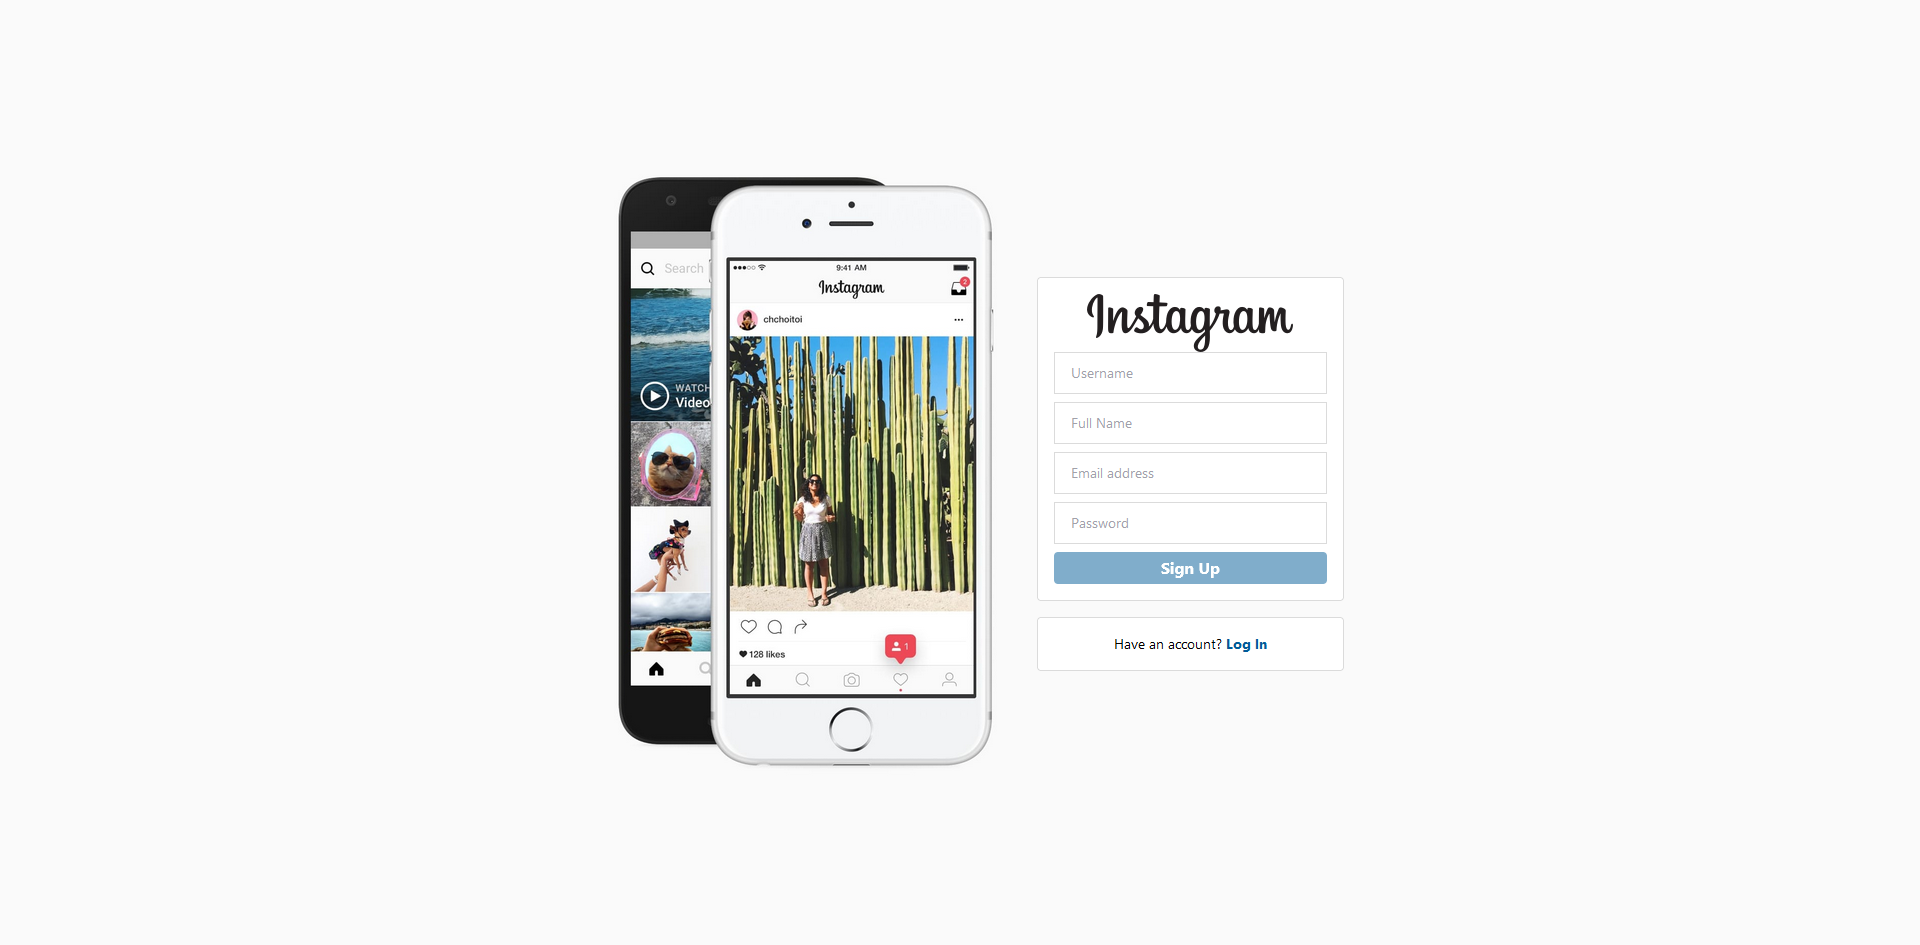 Search
WATCH
Video
9:41 AM
Instagram
2
chchoitoi
128 likes
1
Instagram
Username
Full Name
Email address
Password
Sign Up
Have an account? Log In